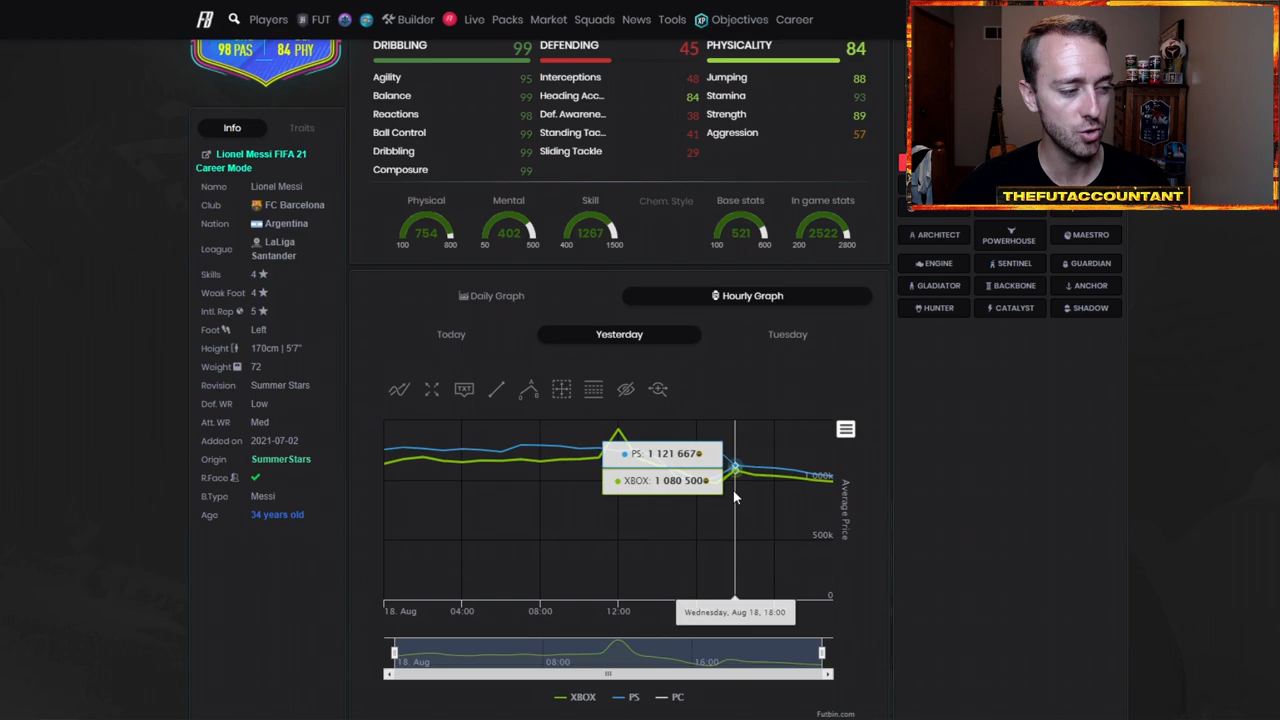 FB Players FUT Builder Live Packs Market Squads News Tools XP Objectives Career
98 PAS 84 PHY
DRIBBLING 99 DEFENDING 45 PHYSICALITY 84
Agility 95 Interceptions 48 Jumping 88
Balance 99 Heading Acc... 84 Stamina 93
Reactions 98 Def. Awarene... 38 Strength 89
Ball Control 99 Standing Tac... 41 Aggression 57
Dribbling 99 Sliding Tackle 29
Composure 99
Info Traits
Lionel Messi FIFA 21
Career Mode
Name Lionel Messi
Club FC Barcelona
Nation Argentina
League LaLiga
Santander
Skills 4
Weak Foot 4
Intl. Rep 5
Foot Left
Height 170cm | 5'7"
Weight 72
Revision Summer Stars
Def. WR Low
Att. WR Med
Added on 2021-07-02
Origin SummerStars
R.Face
B.Type Messi
Age 34 years old
Physical Mental Skill Chem. Style Base stats In game stats
754 402 1267 521 2522
100 800 50 500 400 1500 100 600 200 2800
Daily Graph Hourly Graph
Today Yesterday Tuesday
TXT
PS: 1 121 667
XBOX: 1 080 500
1 000k
500k
0
Average Price
18. Aug 04:00 08:00 12:00
Wednesday, Aug 18, 18:00
18. Aug 08:00 16:00
XBOX PS PC
Futbin.com
THEFUTACCOUNTANT
ARCHITECT POWERHOUSE MAESTRO
ENGINE SENTINEL GUARDIAN
GLADIATOR BACKBONE ANCHOR
HUNTER CATALYST SHADOW